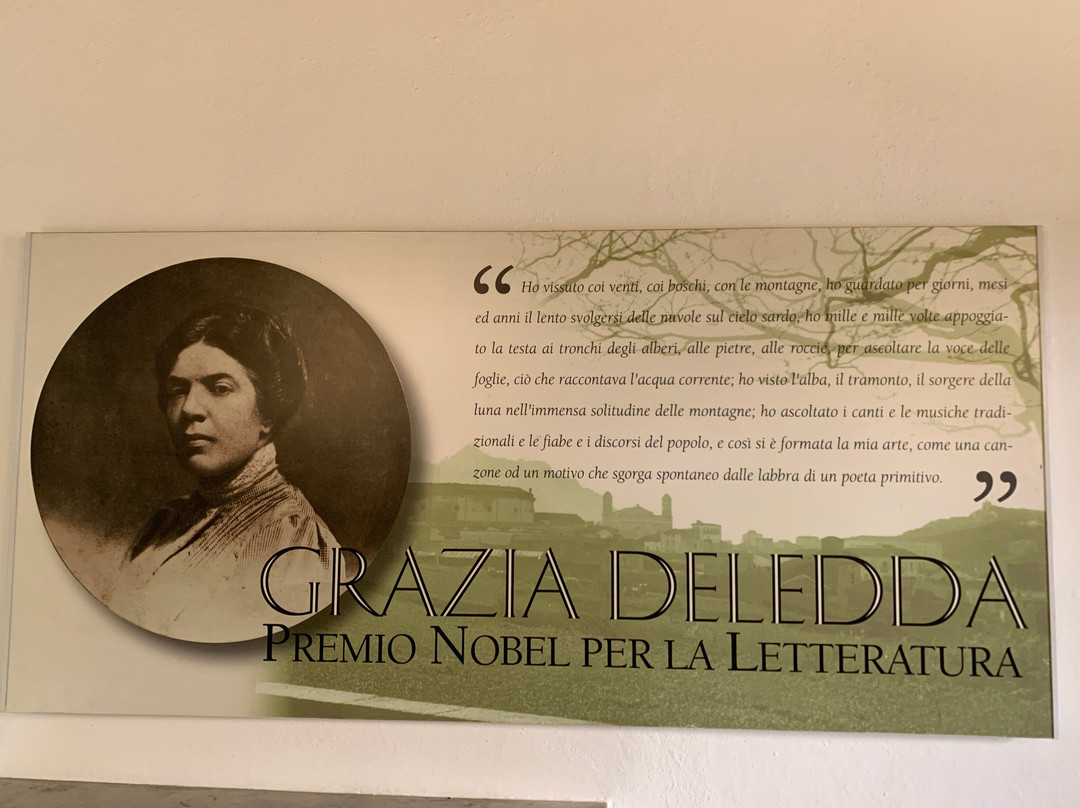 “ Ho vissuto coi venti, coi boschi, con le montagne, ho guardato per giorni, mesi
ed anni il lento svolgersi delle nuvole sul cielo sardo, ho mille e mille volte appoggia-
to la testa ai tronchi degli alberi, alle pietre, alle roccie, per ascoltare la voce delle
foglie, ciò che raccontava l'acqua corrente; ho visto l'alba, il tramonto, il sorgere della
luna nell'immensa solitudine delle montagne; ho ascoltato i canti e le musiche tradi-
zionali e le fiabe e i discorsi del popolo, e così si è formata la mia arte, come una can-
zone od un motivo che sgorga spontaneo dalle labbra di un poeta primitivo. ”
GRAZIA DELEDDA
PREMIO NOBEL PER LA LETTERATURA